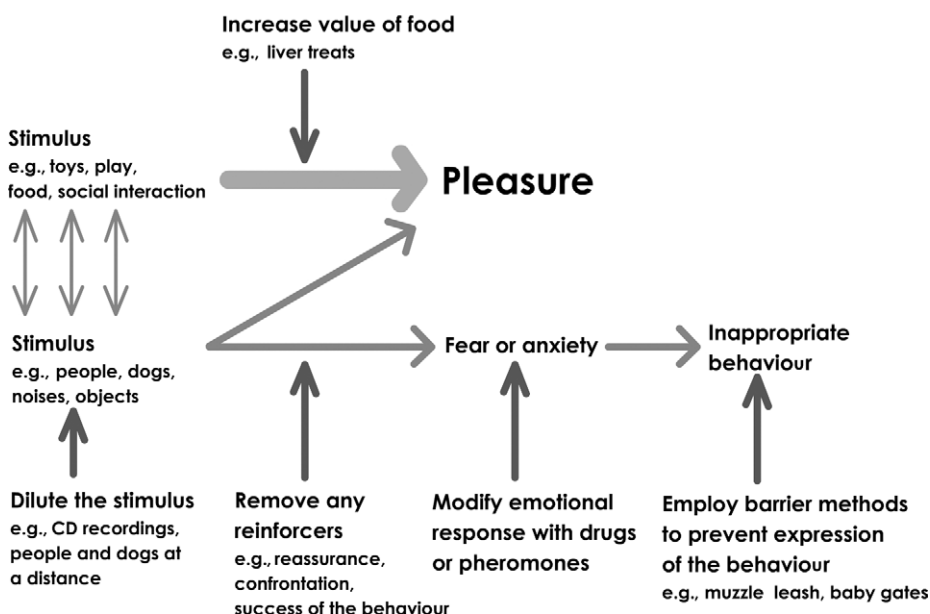 Increase value of food
e.g., liver treats
Stimulus
e.g., toys, play,
food, social interaction
Pleasure
Stimulus
e.g., people, dogs,
noises, objects
Fear or anxiety
Inappropriate
behaviour
Dilute the stimulus
e.g., CD recordings,
people and dogs at
a distance
Remove any
reinforcers
e.g., reassurance,
confrontation,
success of the behaviour
Modify emotional
response with drugs
or pheromones
Employ barrier methods
to prevent expression
of the behaviour
e.g., muzzle leash, baby gates